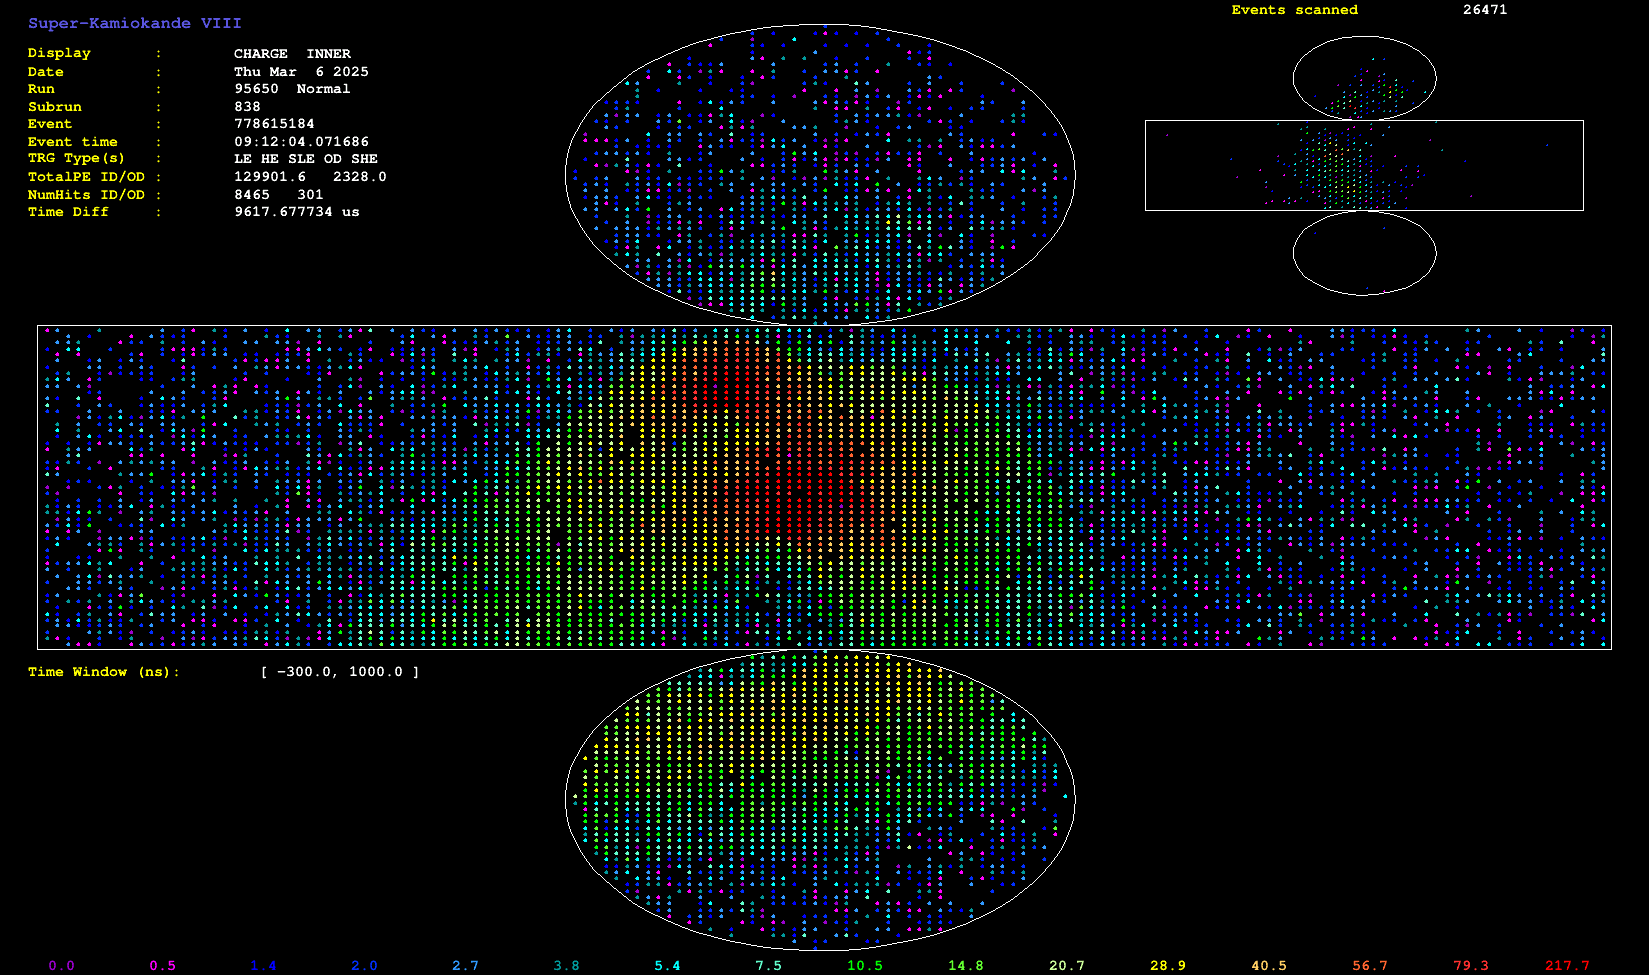 Super-Kamiokande VIII
Events scanned 26471
Display : CHARGE INNER
Date : Thu Mar 6 2025
Run : 95650 Normal
Subrun : 838
Event : 778615184
Event time : 09:12:04.071686
TRG Type(s) : LE HE SLE OD SHE
TotalPE ID/OD : 129901.6 2328.0
NumHits ID/OD : 8465 301
Time Diff : 9617.677734 us
Time Window (ns): [ -300.0, 1000.0 ]
0.0 0.5 1.4 2.0 2.7 3.8 5.4 7.5 10.5 14.8 20.7 28.9 40.5 56.7 79.3 217.7